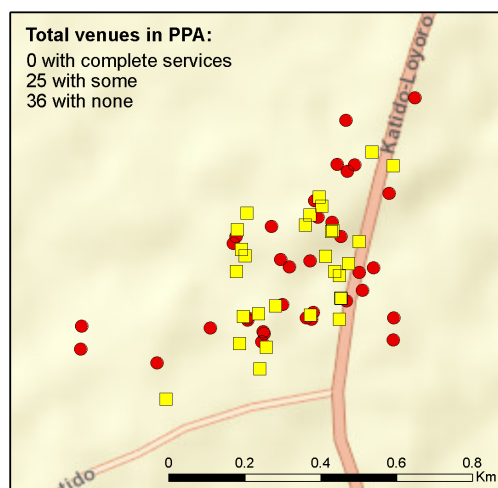 Total venues in PPA:
0 with complete services
25 with some
36 with none
Katido-Loyoro
tido
0 0.2 0.4 0.6 0.8
Km